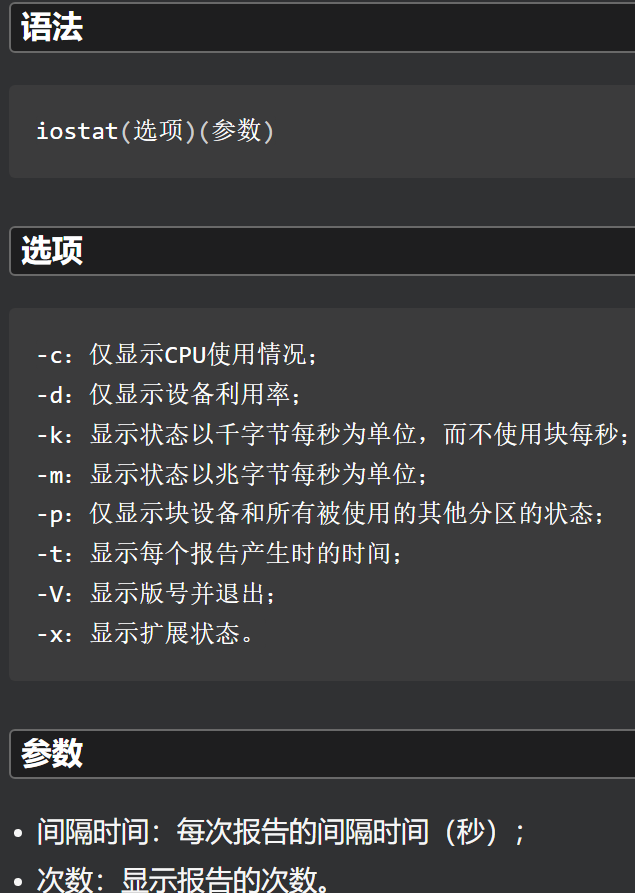 语法
iostat(选项)(参数)
选项
-c：仅显示CPU使用情况；
-d：仅显示设备利用率；
-k：显示状态以千字节每秒为单位，而不使用块每秒；
-m：显示状态以兆字节每秒为单位；
-p：仅显示块设备和所有被使用的其他分区的状态；
-t：显示每个报告产生时的时间；
-V：显示版号并退出；
-x：显示扩展状态。
参数
• 间隔时间：每次报告的间隔时间（秒）；
• 次数：显示报告的次数。